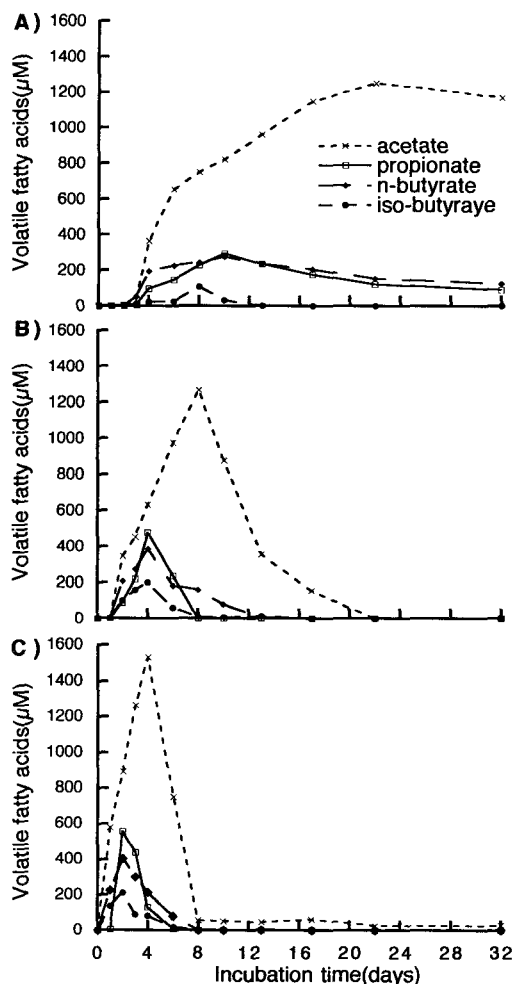 A)
Volatile fatty acids(µM)
1600
1400
1200
1000
800
600
400
200
0
acetate
propionate
n-butyrate
iso-butyraye
B)
Volatile fatty acids(µM)
1600
1400
1200
1000
800
600
400
200
0
C)
Volatile fatty acids(µM)
1600
1400
1200
1000
800
600
400
200
0
0 4 8 12 16 20 24 28 32
Incubation time(days)